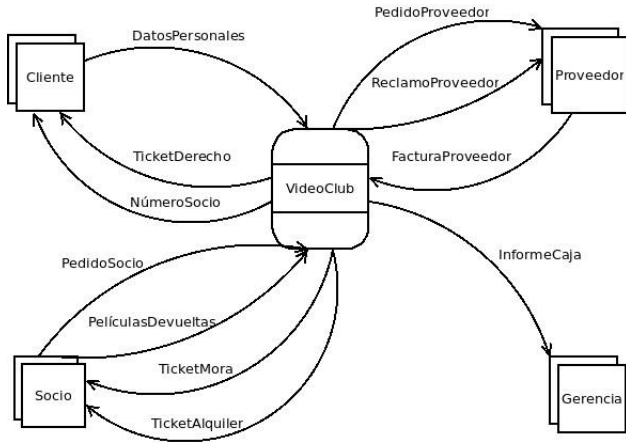 PedidoProveedor
DatosPersonales
Cliente
Proveedor
ReclamoProveedor
TicketDerecho
FacturaProveedor
VideoClub
NúmeroSocio
PedidoSocio
InformeCaja
PelículasDevueltas
TicketMora
Socio
Gerencia
TicketAlquiler